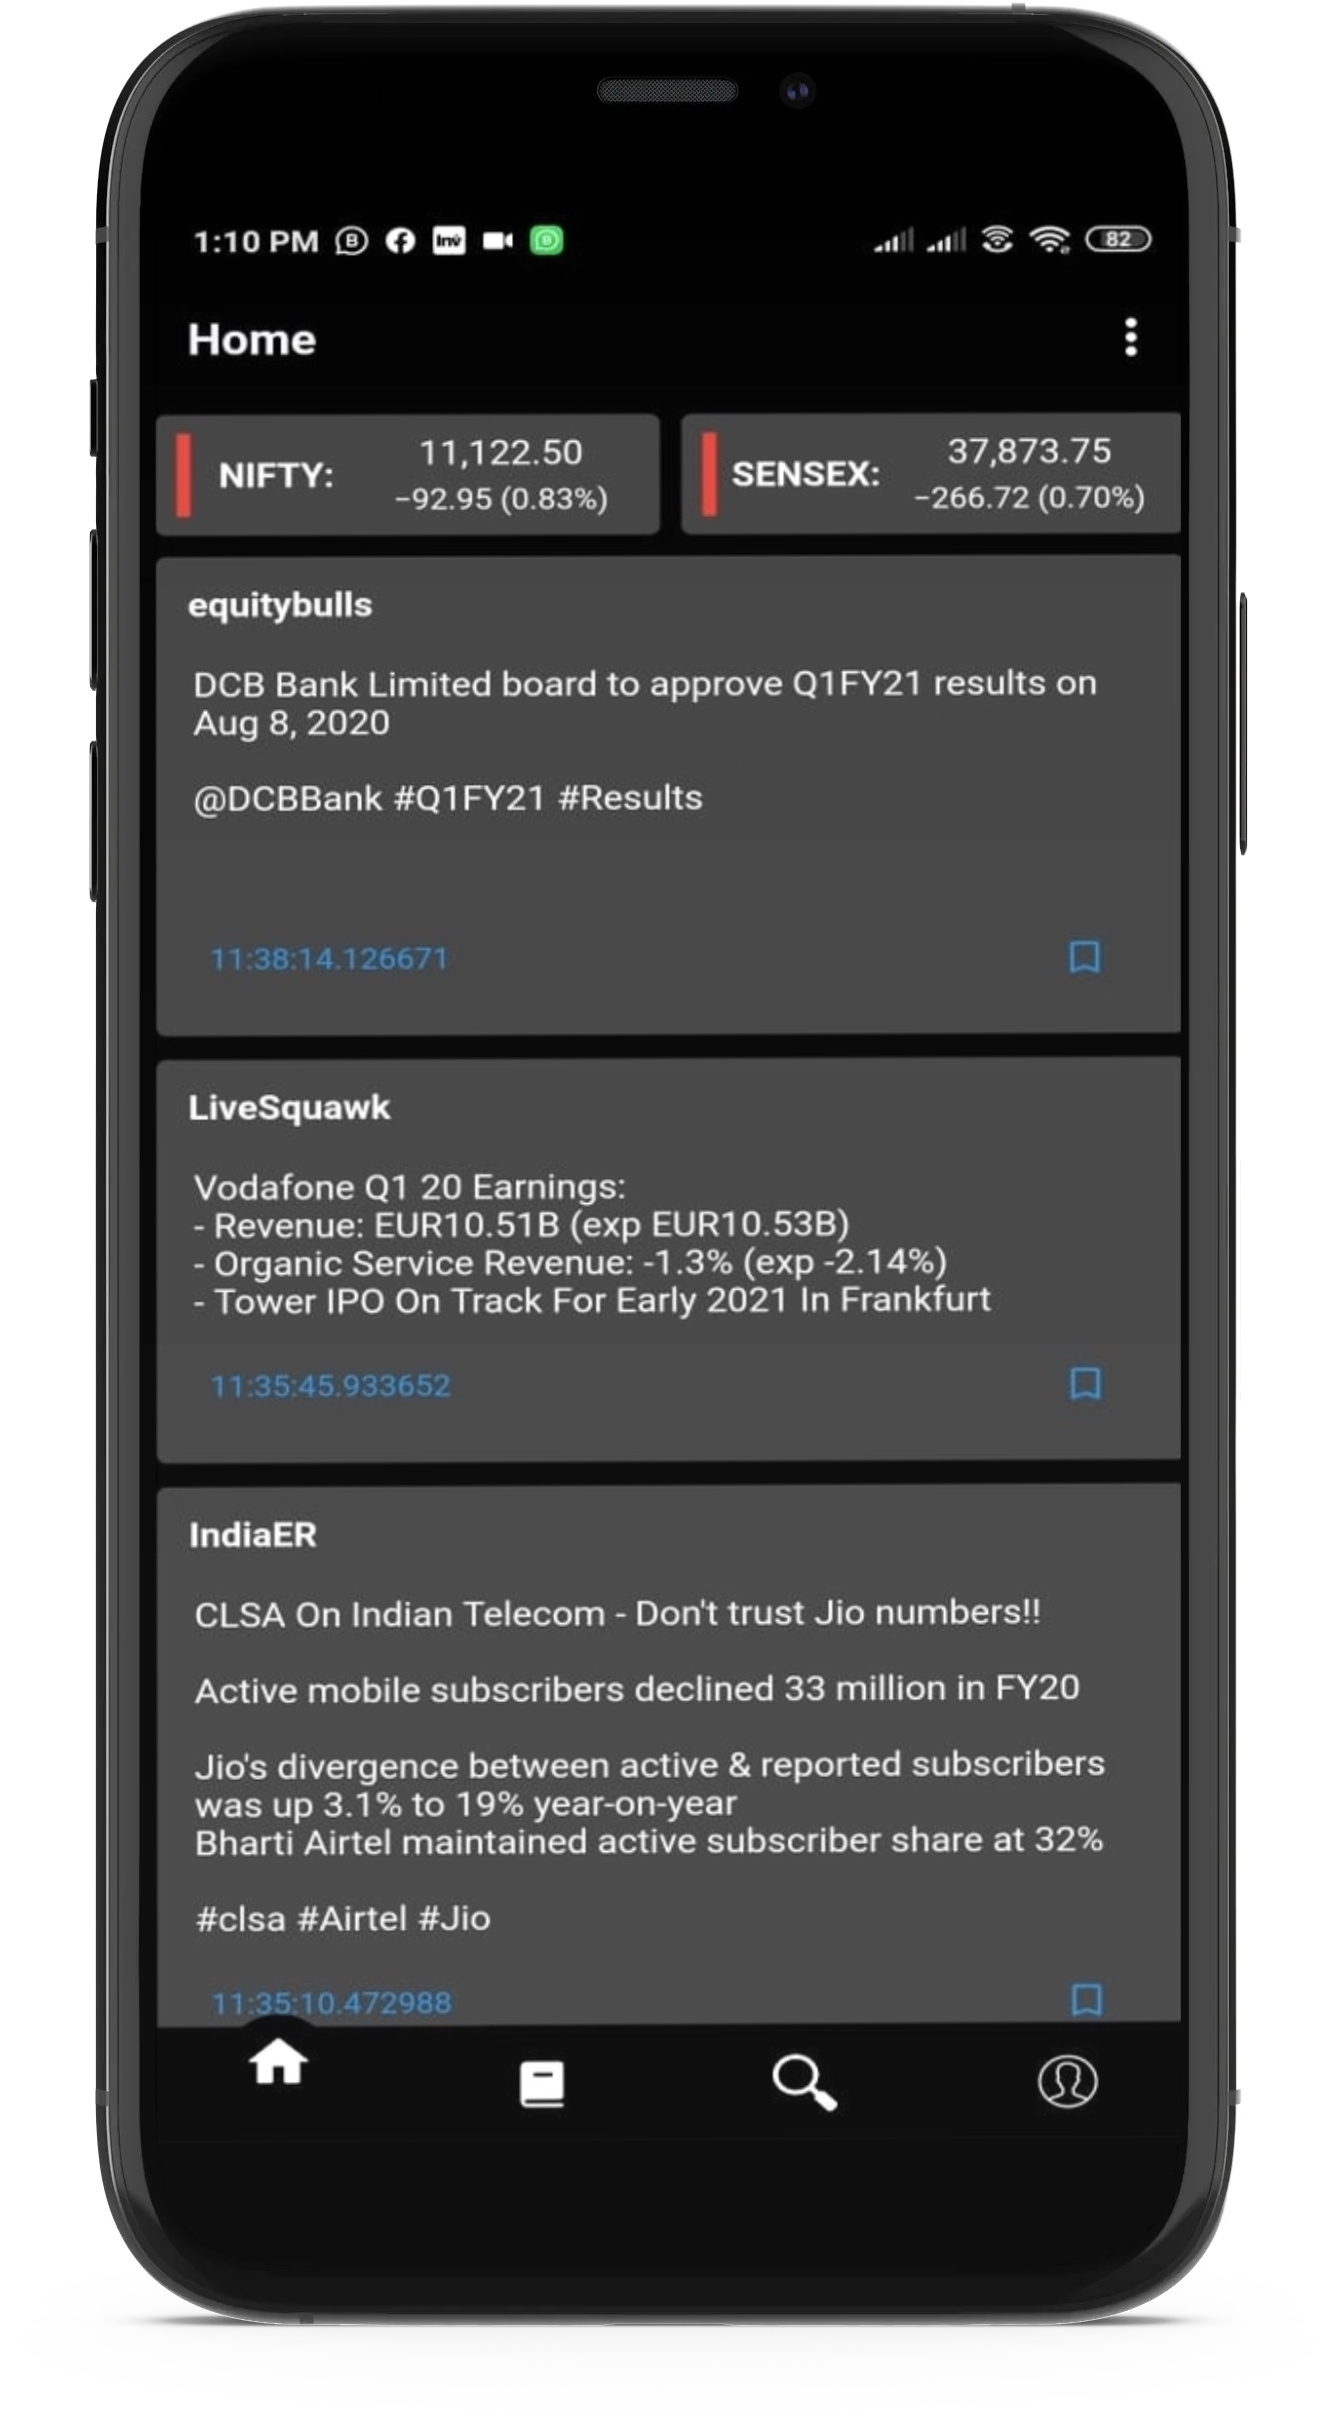 1:10 PM
82
Home
NIFTY:
11,122.50
−92.95 (0.83%)
SENSEX:
37,873.75
−266.72 (0.70%)
equitybulls
DCB Bank Limited board to approve Q1FY21 results on
Aug 8, 2020
@DCBBank #Q1FY21 #Results
11:38:14.126671
LiveSquawk
Vodafone Q1 20 Earnings:
- Revenue: EUR10.51B (exp EUR10.53B)
- Organic Service Revenue: -1.3% (exp -2.14%)
- Tower IPO On Track For Early 2021 In Frankfurt
11:35:45.933652
IndiaER
CLSA On Indian Telecom - Don't trust Jio numbers!!
Active mobile subscribers declined 33 million in FY20
Jio's divergence between active & reported subscribers
was up 3.1% to 19% year-on-year
Bharti Airtel maintained active subscriber share at 32%
#clsa #Airtel #Jio
11:35:10.472988